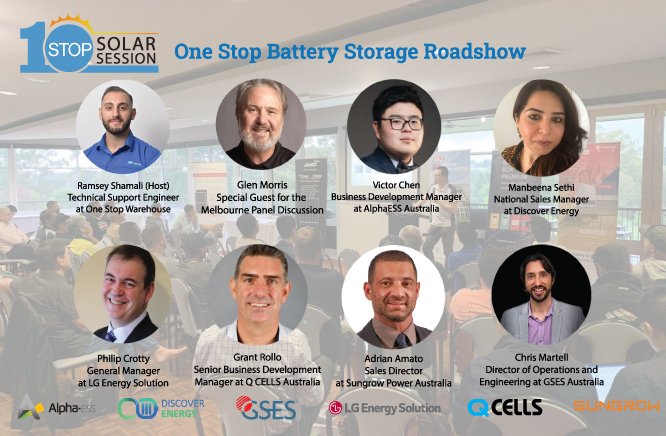 1 STOP SOLAR SESSION
One Stop Battery Storage Roadshow
Ramsey Shamali (Host)
Technical Support Engineer
at One Stop Warehouse
Glen Morris
Special Guest for the
Melbourne Panel Discussion
Victor Chen
Business Development Manager
at AlphaESS Australia
Manbeena Sethi
National Sales Manager
at Discover Energy
Philip Crotty
General Manager
at LG Energy Solution
Grant Rollo
Senior Business Development
Manager at Q CELLS Australia
Adrian Amato
Sales Director
at Sungrow Power Australia
Chris Martell
Director of Operations and
Engineering at GSES Australia
Alpha·ESS
DISCOVER
ENERGY
GSES
LG Energy Solution
Q CELLS
SUNGROW